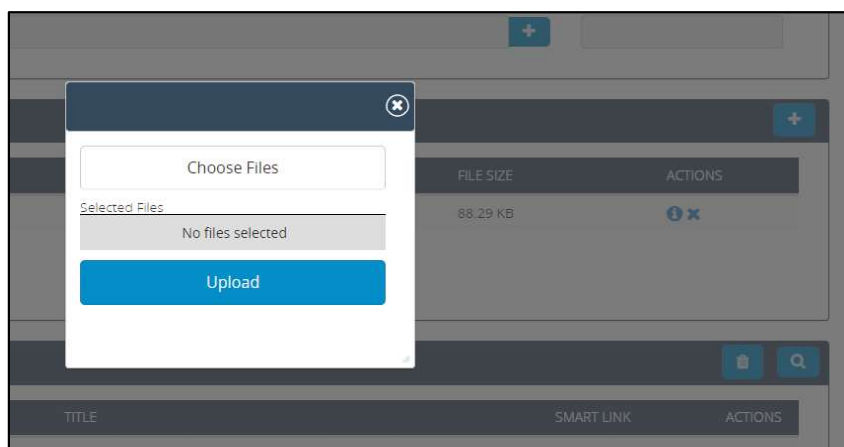 Choose Files
FILE SIZE
ACTIONS
Selected Files
88.29 KB
No files selected
Upload
TITLE
SMART LINK
ACTIONS